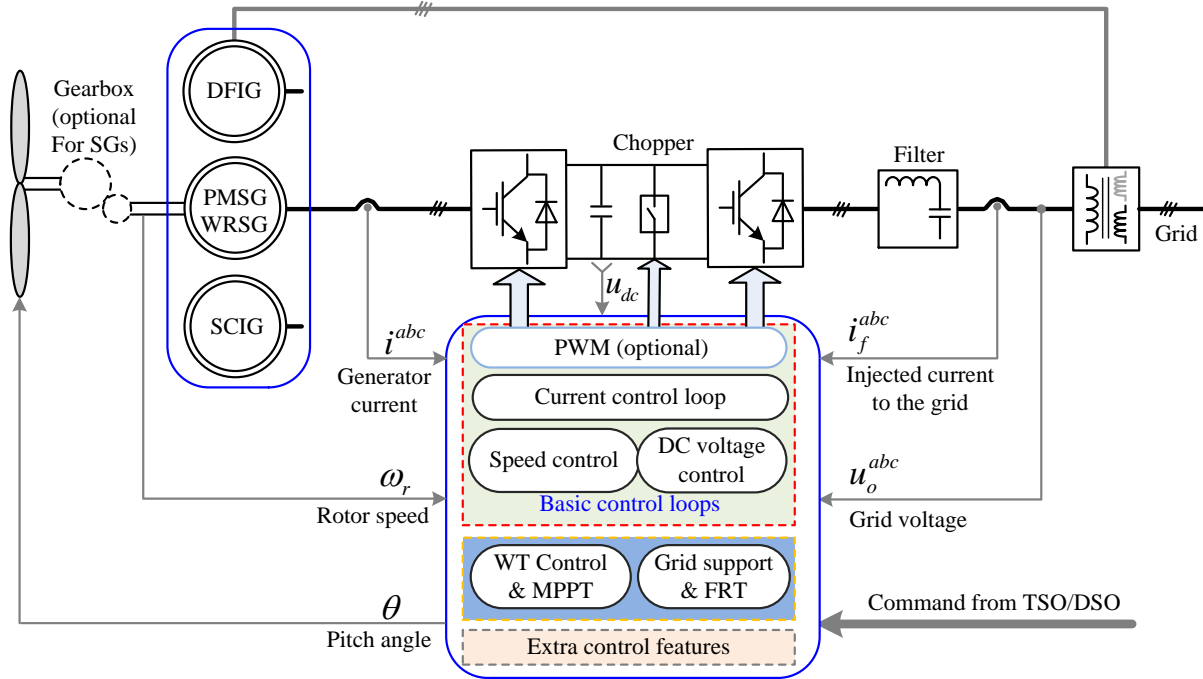 Gearbox
(optional
For SGs)
DFIG
PMSG
WRSG
SCIG
Chopper
Filter
Grid
u_dc
i^abc
Generator
current
ω_r
Rotor speed
θ
Pitch angle
PWM (optional)
Current control loop
Speed control
DC voltage
control
Basic control loops
WT Control
& MPPT
Grid support
& FRT
Extra control features
i_f^abc
Injected current
to the grid
u_o^abc
Grid voltage
Command from TSO/DSO